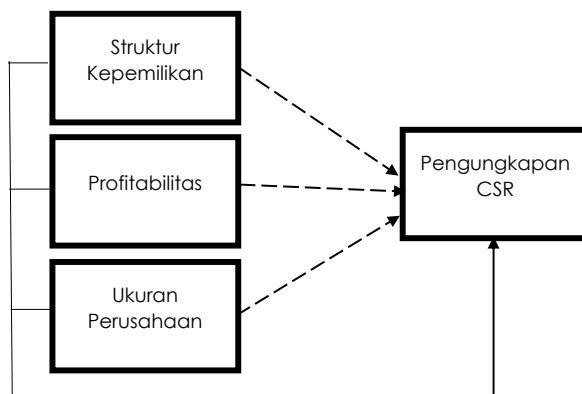 Struktur
Kepemilikan
Profitabilitas
Pengungkapan
CSR
Ukuran
Perusahaan